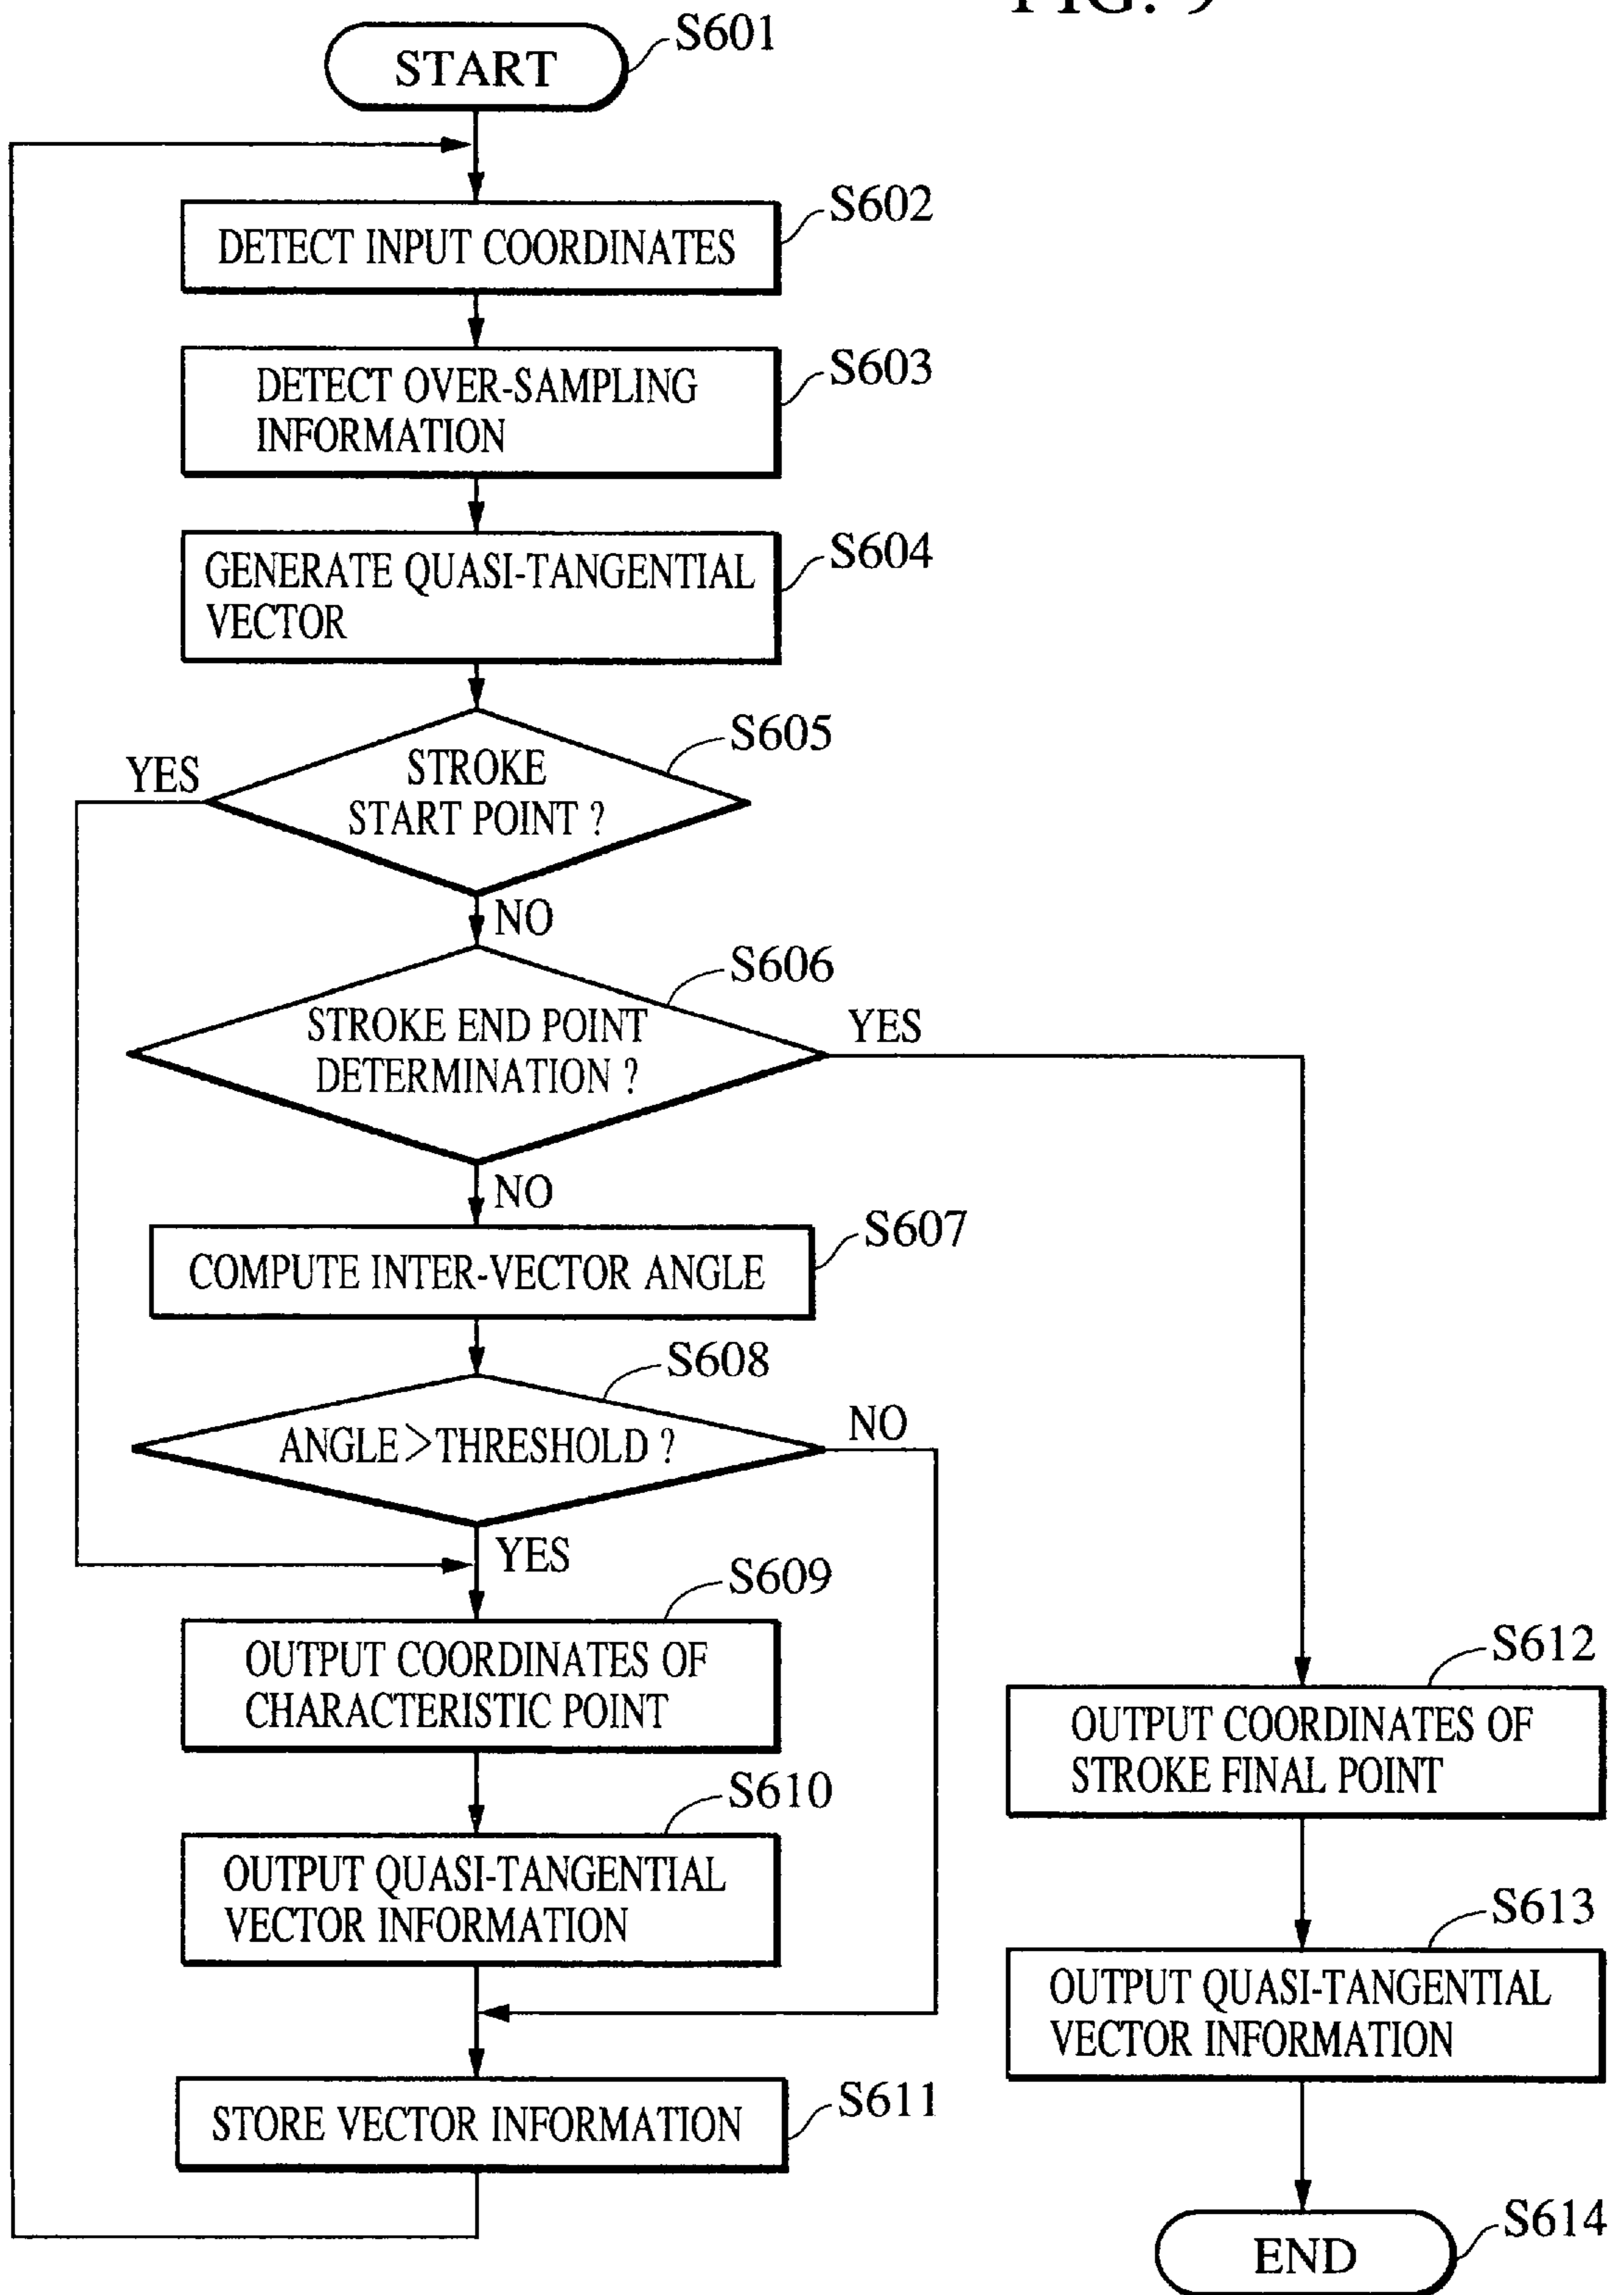 FIG. 9
START
S601
S602
DETECT INPUT COORDINATES
S603
DETECT OVER-SAMPLING
INFORMATION
S604
GENERATE QUASI-TANGENTIAL
VECTOR
S605
YES
STROKE
START POINT ?
NO
S606
STROKE END POINT
DETERMINATION ?
YES
NO
S607
COMPUTE INTER-VECTOR ANGLE
S608
ANGLE>THRESHOLD ?
NO
YES
S609
OUTPUT COORDINATES OF
CHARACTERISTIC POINT
S610
OUTPUT QUASI-TANGENTIAL
VECTOR INFORMATION
S611
STORE VECTOR INFORMATION
S612
OUTPUT COORDINATES OF
STROKE FINAL POINT
S613
OUTPUT QUASI-TANGENTIAL
VECTOR INFORMATION
END
S614